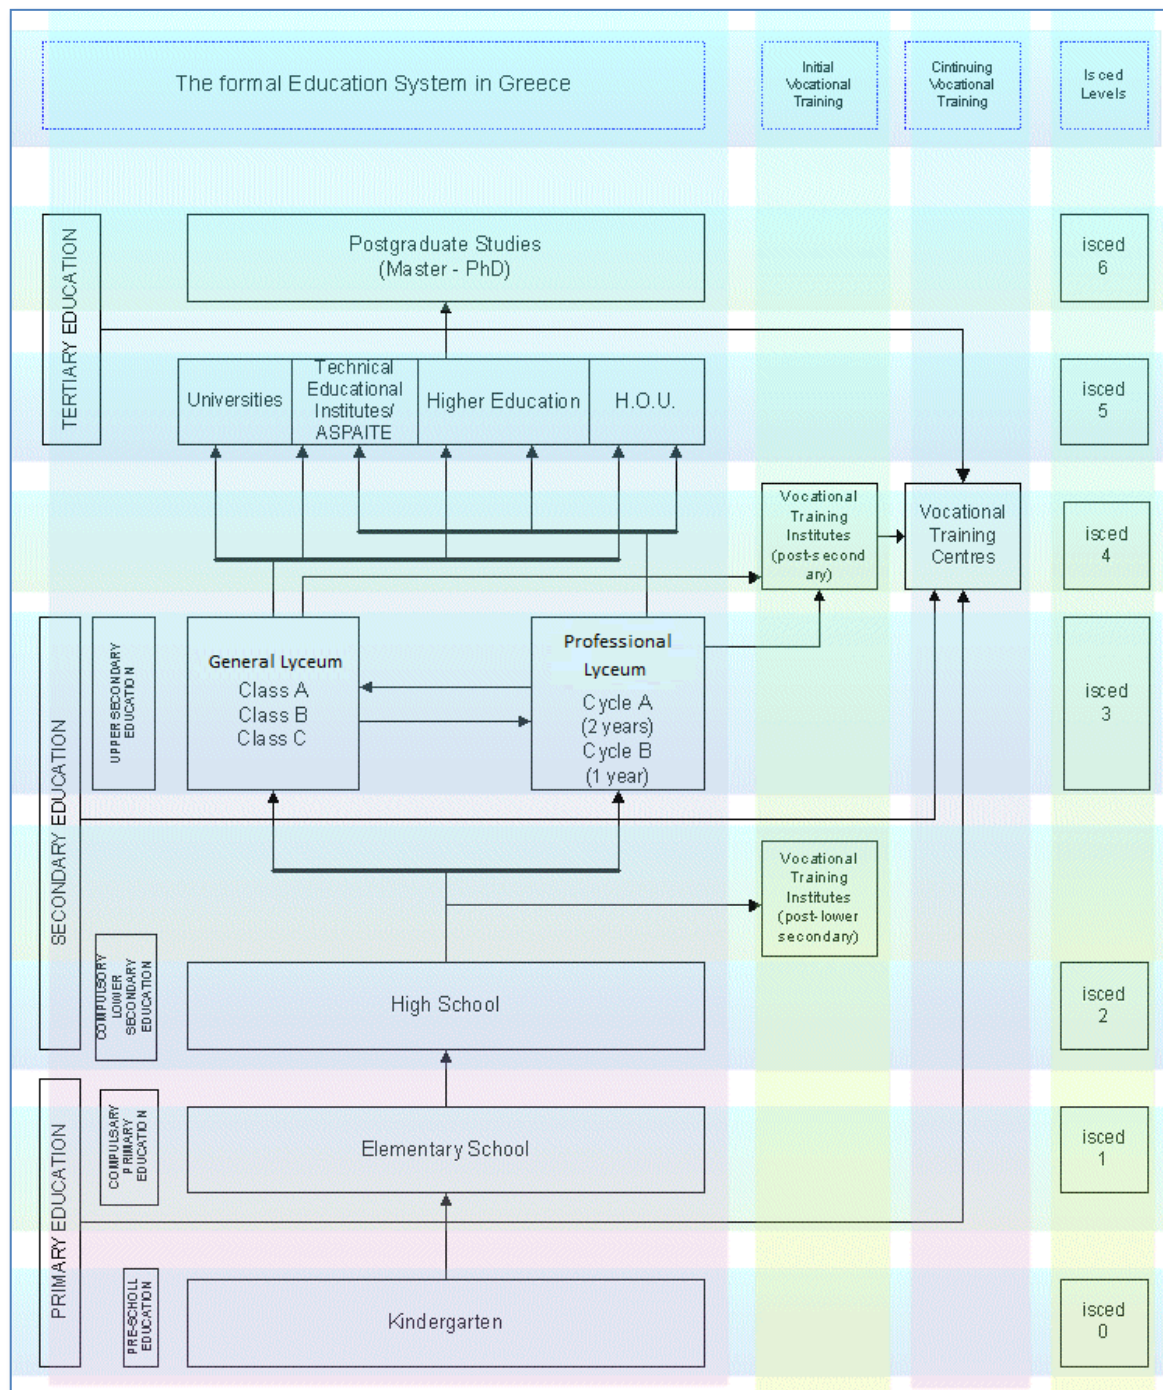 The formal Education System in Greece
Initial
Vocational
Training
Cintinuing
Vocational
Training
Isced
Levels
TERTIARY EDUCATION
Postgraduate Studies
(Master - PhD)
isced
6
Universities
Technical
Educational
Institutes/
ASPAITE
Higher Education
H.O.U.
isced
5
Vocational
Training
Institutes
(post-second
ary)
Vocational
Training
Centres
isced
4
SECONDARY EDUCATION
UPPER SECONDARY
EDUCATION
General Lyceum
Class A
Class B
Class C
Professional
Lyceum
Cycle A
(2 years)
Cycle B
(1 year)
isced
3
Vocational
Training
Institutes
(post-lower
secondary)
COMPULSORY
LOWER
SECONDARY
EDUCATION
High School
isced
2
PRIMARY EDUCATION
COMPULSARY
PRIMARY
EDUCATION
Elementary School
isced
1
PRE-SCHOLL
EDUCATION
Kindergarten
isced
0